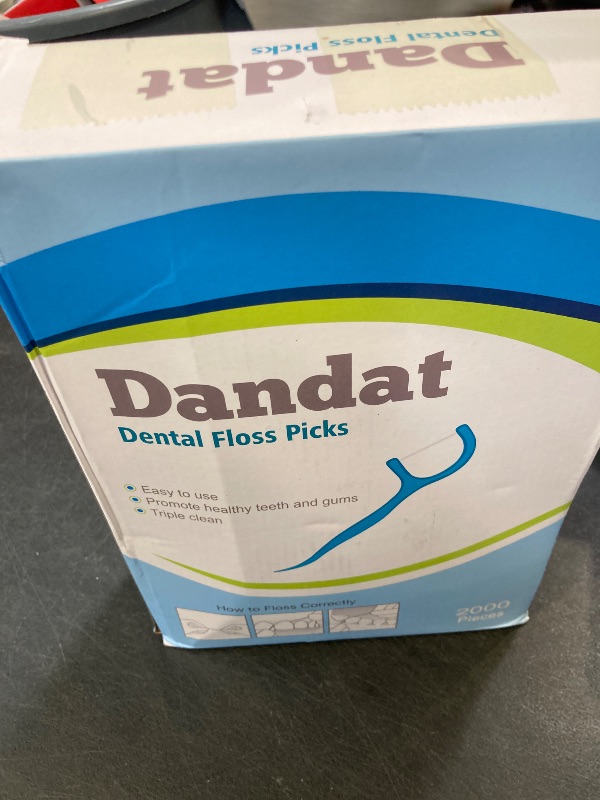 Dandat
Dental Floss Picks
Dandat
Dental Floss Picks
Easy to use
Promote healthy teeth and gums
Triple clean
How to Floss Correctly
2000
Pieces